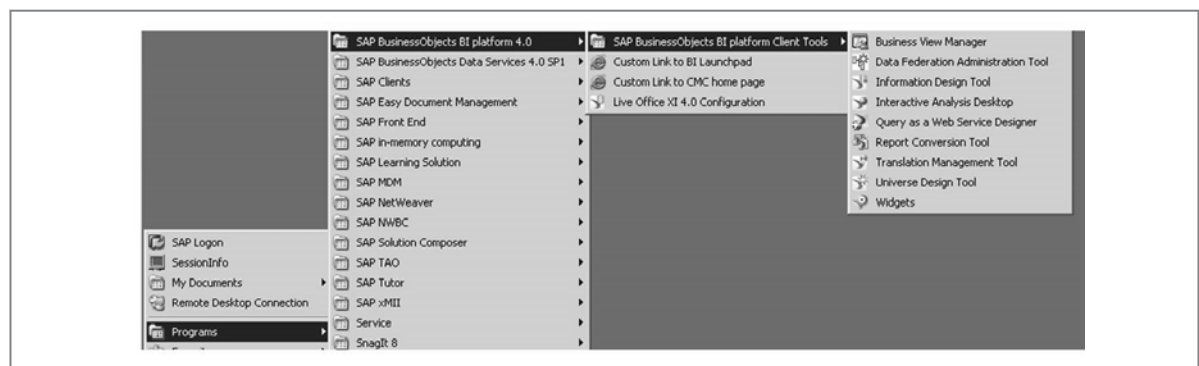 SAP Logon
SessionInfo
My Documents
Remote Desktop Connection
Programs
SAP BusinessObjects BI platform 4.0
SAP BusinessObjects Data Services 4.0 SP1
SAP Clients
SAP Easy Document Management
SAP Front End
SAP in-memory computing
SAP Learning Solution
SAP MDM
SAP NetWeaver
SAP NWBC
SAP Solution Composer
SAP TAO
SAP Tutor
SAP xMII
Service
SnagIt 8
SAP BusinessObjects BI platform Client Tools
Custom Link to BI Launchpad
Custom Link to CMC home page
Live Office XI 4.0 Configuration
Business View Manager
Data Federation Administration Tool
Information Design Tool
Interactive Analysis Desktop
Query as a Web Service Designer
Report Conversion Tool
Translation Management Tool
Universe Design Tool
Widgets